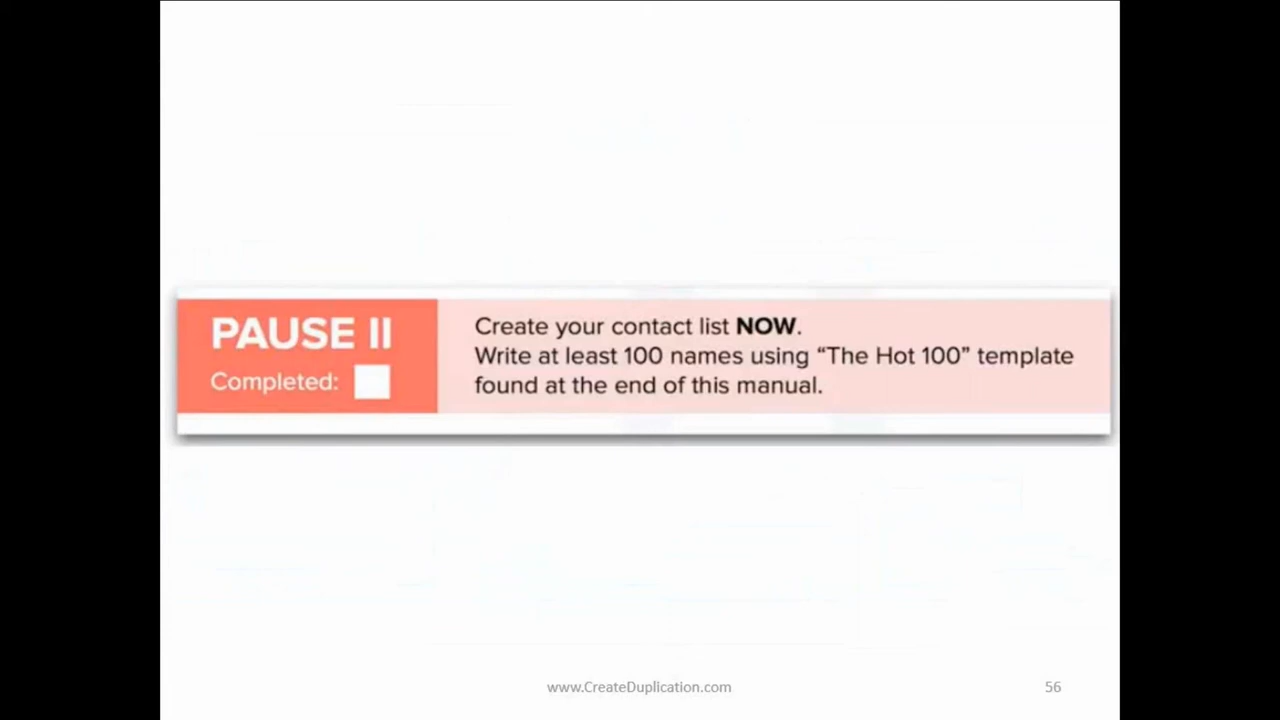 PAUSE II
Completed:
Create your contact list NOW.
Write at least 100 names using “The Hot 100” template
found at the end of this manual.
www.CreateDuplication.com
56